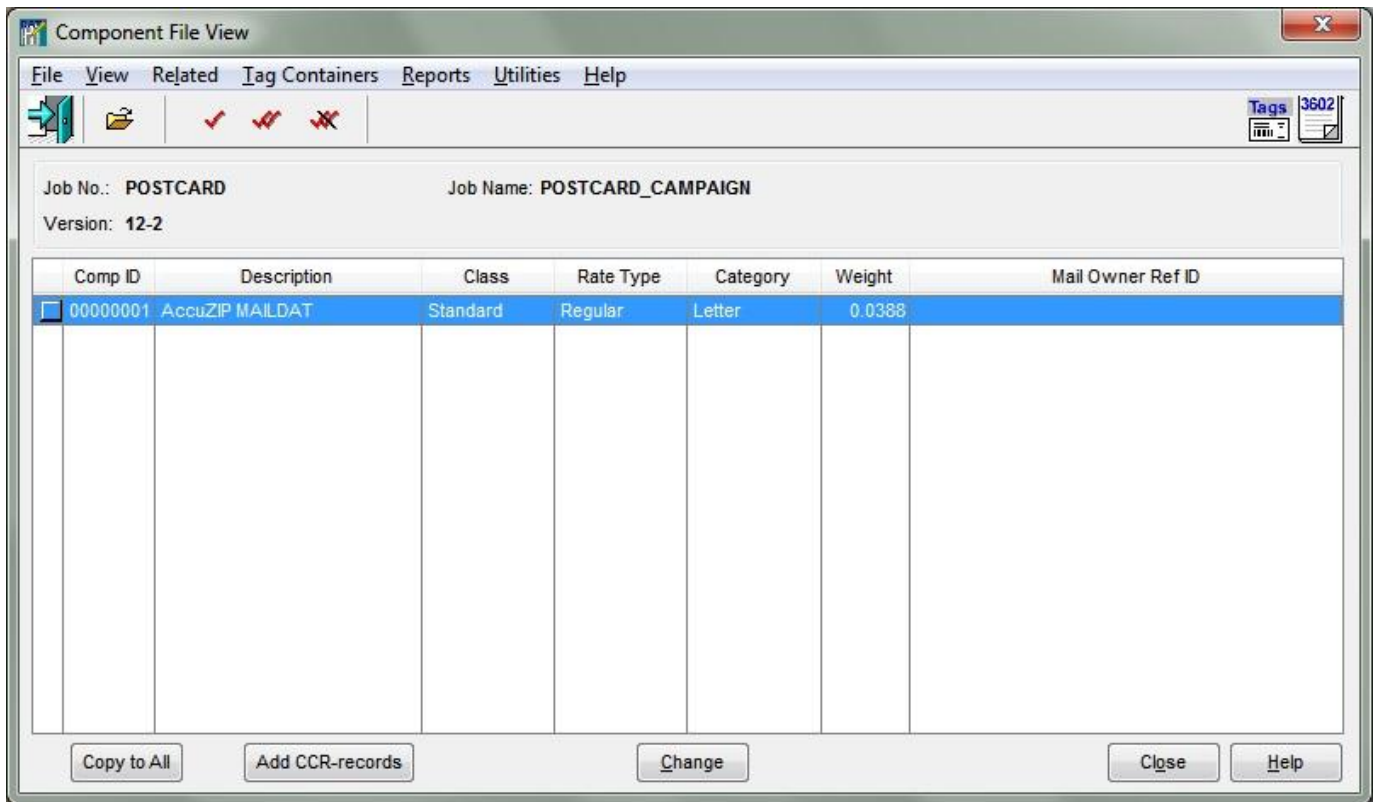 Component File View
File View Related Tag Containers Reports Utilities Help
Tags 3602
Job No.: POSTCARD Job Name: POSTCARD_CAMPAIGN
Version: 12-2
Comp ID Description Class Rate Type Category Weight Mail Owner Ref ID
00000001 AccuZIP MAILDAT Standard Regular Letter 0.0388
Copy to All Add CCR-records Change Close Help